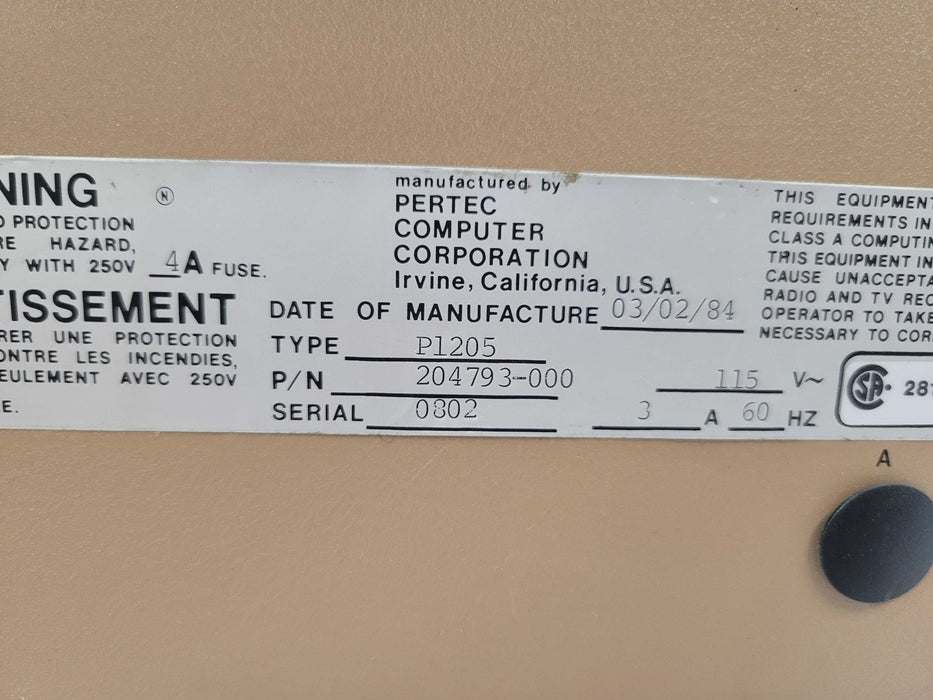 NING Ⓝ
PROTECTION
RE HAZARD,
Y WITH 250V 4A FUSE.
TISSEMENT
RER UNE PROTECTION
ONTRE LES INCENDIES,
EULEMENT AVEC 250V
E.
manufactured by
PERTEC
COMPUTER
CORPORATION
Irvine, California, U.S.A.
DATE OF MANUFACTURE 03/02/84
TYPE P1205
P/N 204793-000
SERIAL 0802
115 V~
3 A 60 HZ
THIS EQUIPMENT
REQUIREMENTS IN
CLASS A COMPUTIN
THIS EQUIPMENT IN
CAUSE UNACCEPTA
RADIO AND TV REC
OPERATOR TO TAKE
NECESSARY TO COR
SA 281
A